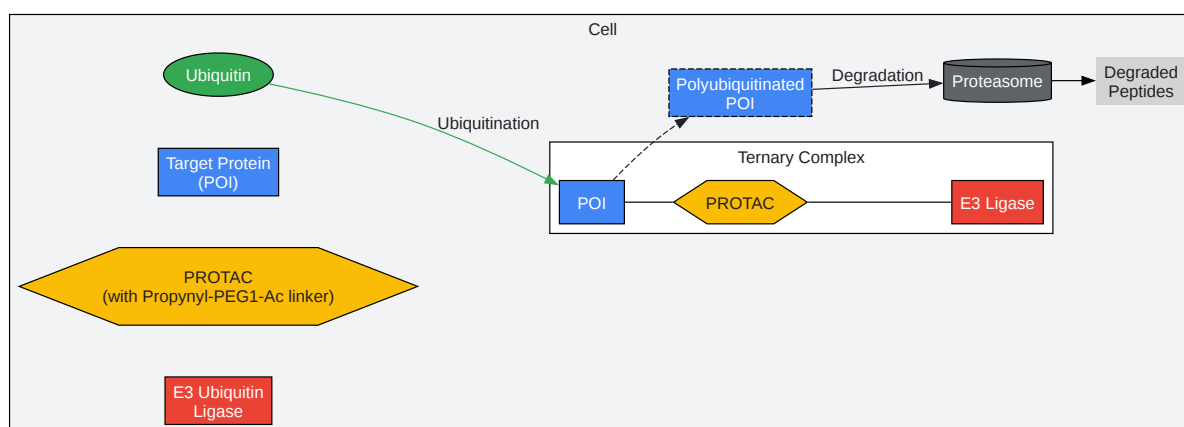 Cell
Ubiquitin
Ubiquitination
Target Protein
(POI)
PROTAC
(with Propynyl-PEG1-Ac linker)
E3 Ubiquitin
Ligase
Polyubiquitinated
POI
Degradation
Proteasome
Degraded
Peptides
Ternary Complex
POI
PROTAC
E3 Ligase